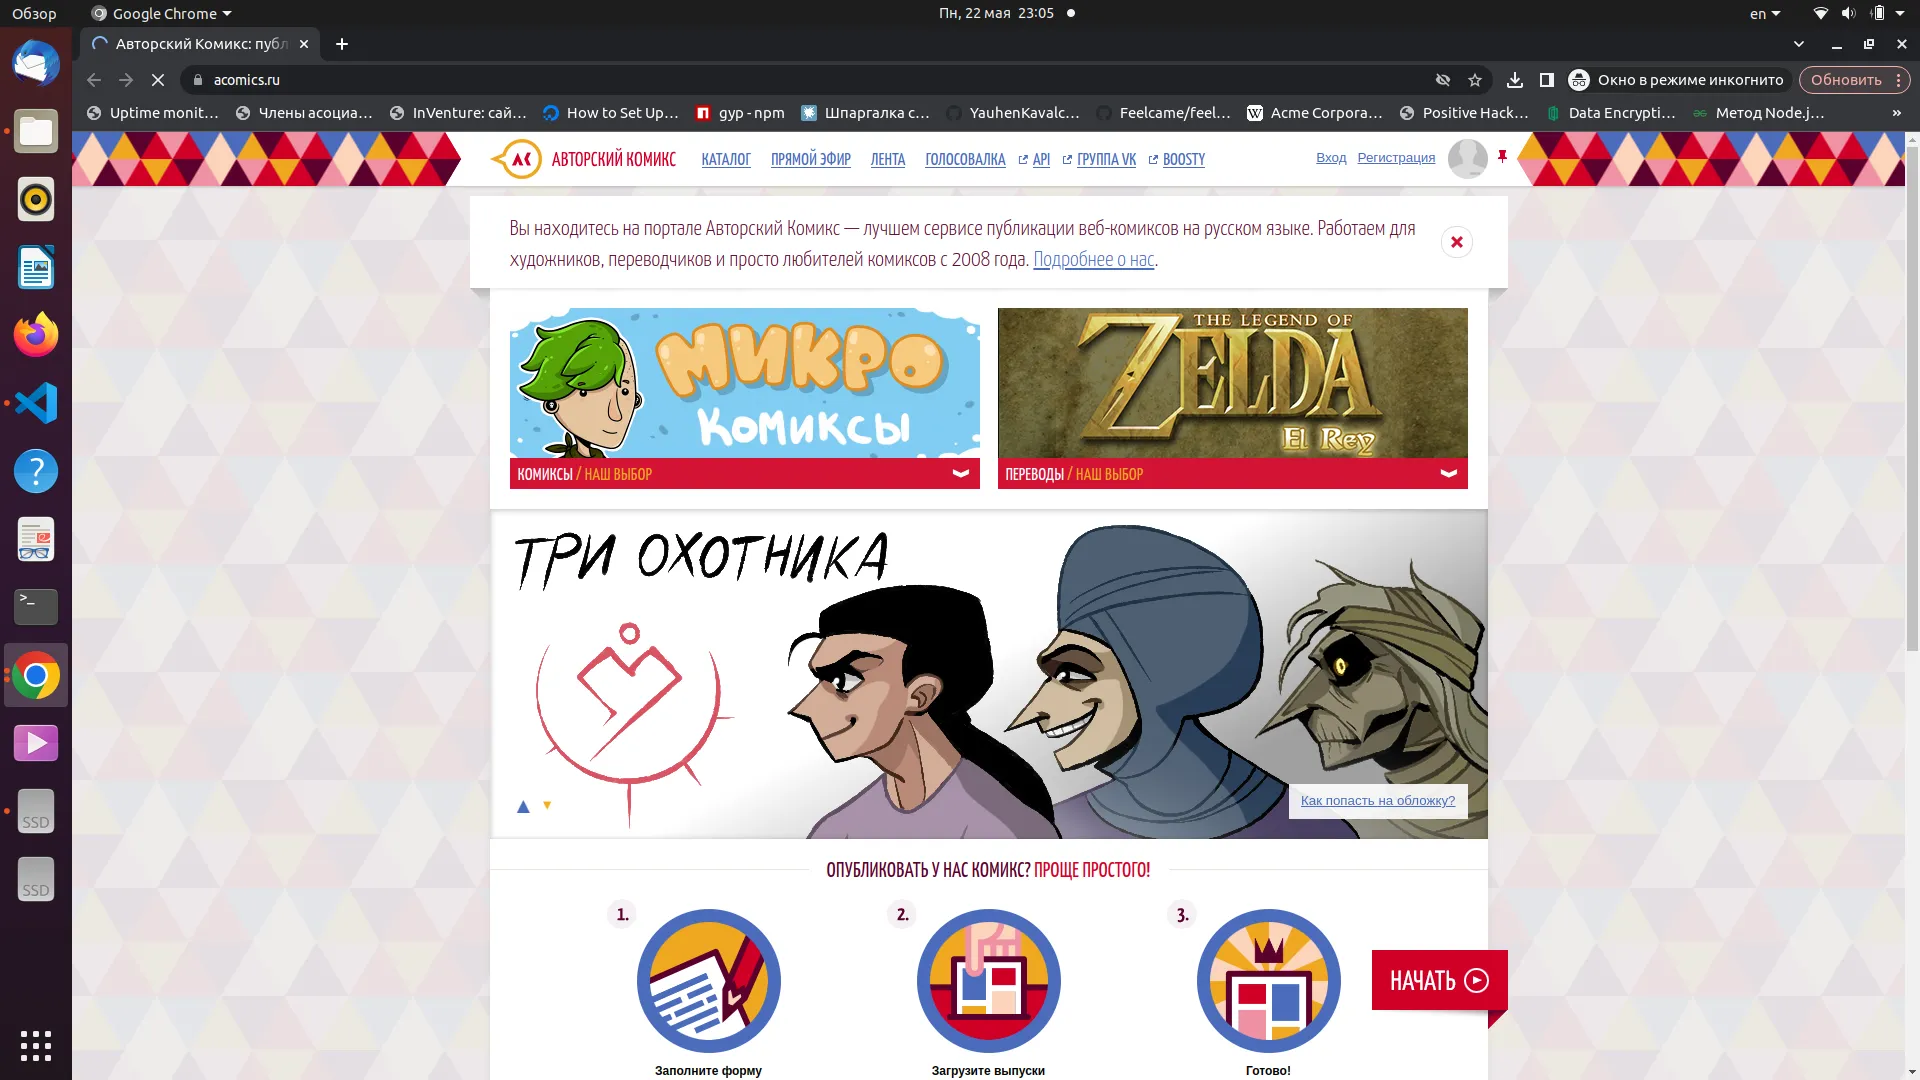 Обзор
Google Chrome
Пн, 22 мая 23:05
en
Авторский Комикс: публ
acomics.ru
Окно в режиме инкогнито
Обновить
Uptime monit...
Члены асоциа...
InVenture: сай...
How to Set Up...
gyp - npm
Шпаргалка с...
YauhenKavalc...
Feelcame/feel...
Acme Corpora...
Positive Hack...
Data Encrypti...
Метод Node.j...
»
АК
АВТОРСКИЙ КОМИКС
КАТАЛОГ
ПРЯМОЙ ЭФИР
ЛЕНТА
ГОЛОСОВАЛКА
API
ГРУППА VK
BOOSTY
Вход
Регистрация
Вы находитесь на портале Авторский Комикс — лучшем сервисе публикации веб-комиксов на русском языке. Работаем для
художников, переводчиков и просто любителей комиксов с 2008 года. Подробнее о нас.
МИКРО
КОМИКСЫ
THE LEGEND OF
ZELDA
El Rey
КОМИКСЫ / НАШ ВЫБОР
ПЕРЕВОДЫ / НАШ ВЫБОР
ТРИ ОХОТНИКА
Как попасть на обложку?
ОПУБЛИКОВАТЬ У НАС КОМИКС? ПРОЩЕ ПРОСТОГО!
1.
2.
3.
НАЧАТЬ
Заполните форму
Загрузите выпуски
Готово!
SSD
SSD